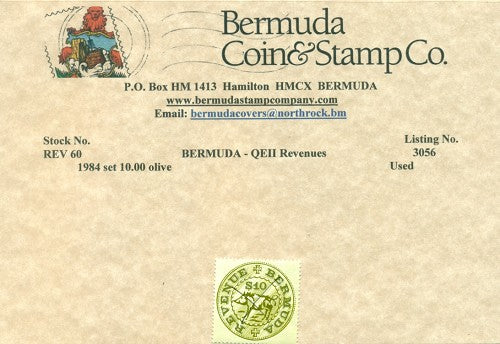 Bermuda
Coin & Stamp Co.
P.O. Box HM 1413 Hamilton HMCX BERMUDA
www.bermudastampcompany.com
Email: bermudacovers@northrock.bm
Stock No. Listing No.
REV 60 BERMUDA - QEII Revenues 3056
1984 set 10.00 olive Used
REVENUE BERMUDA
$10